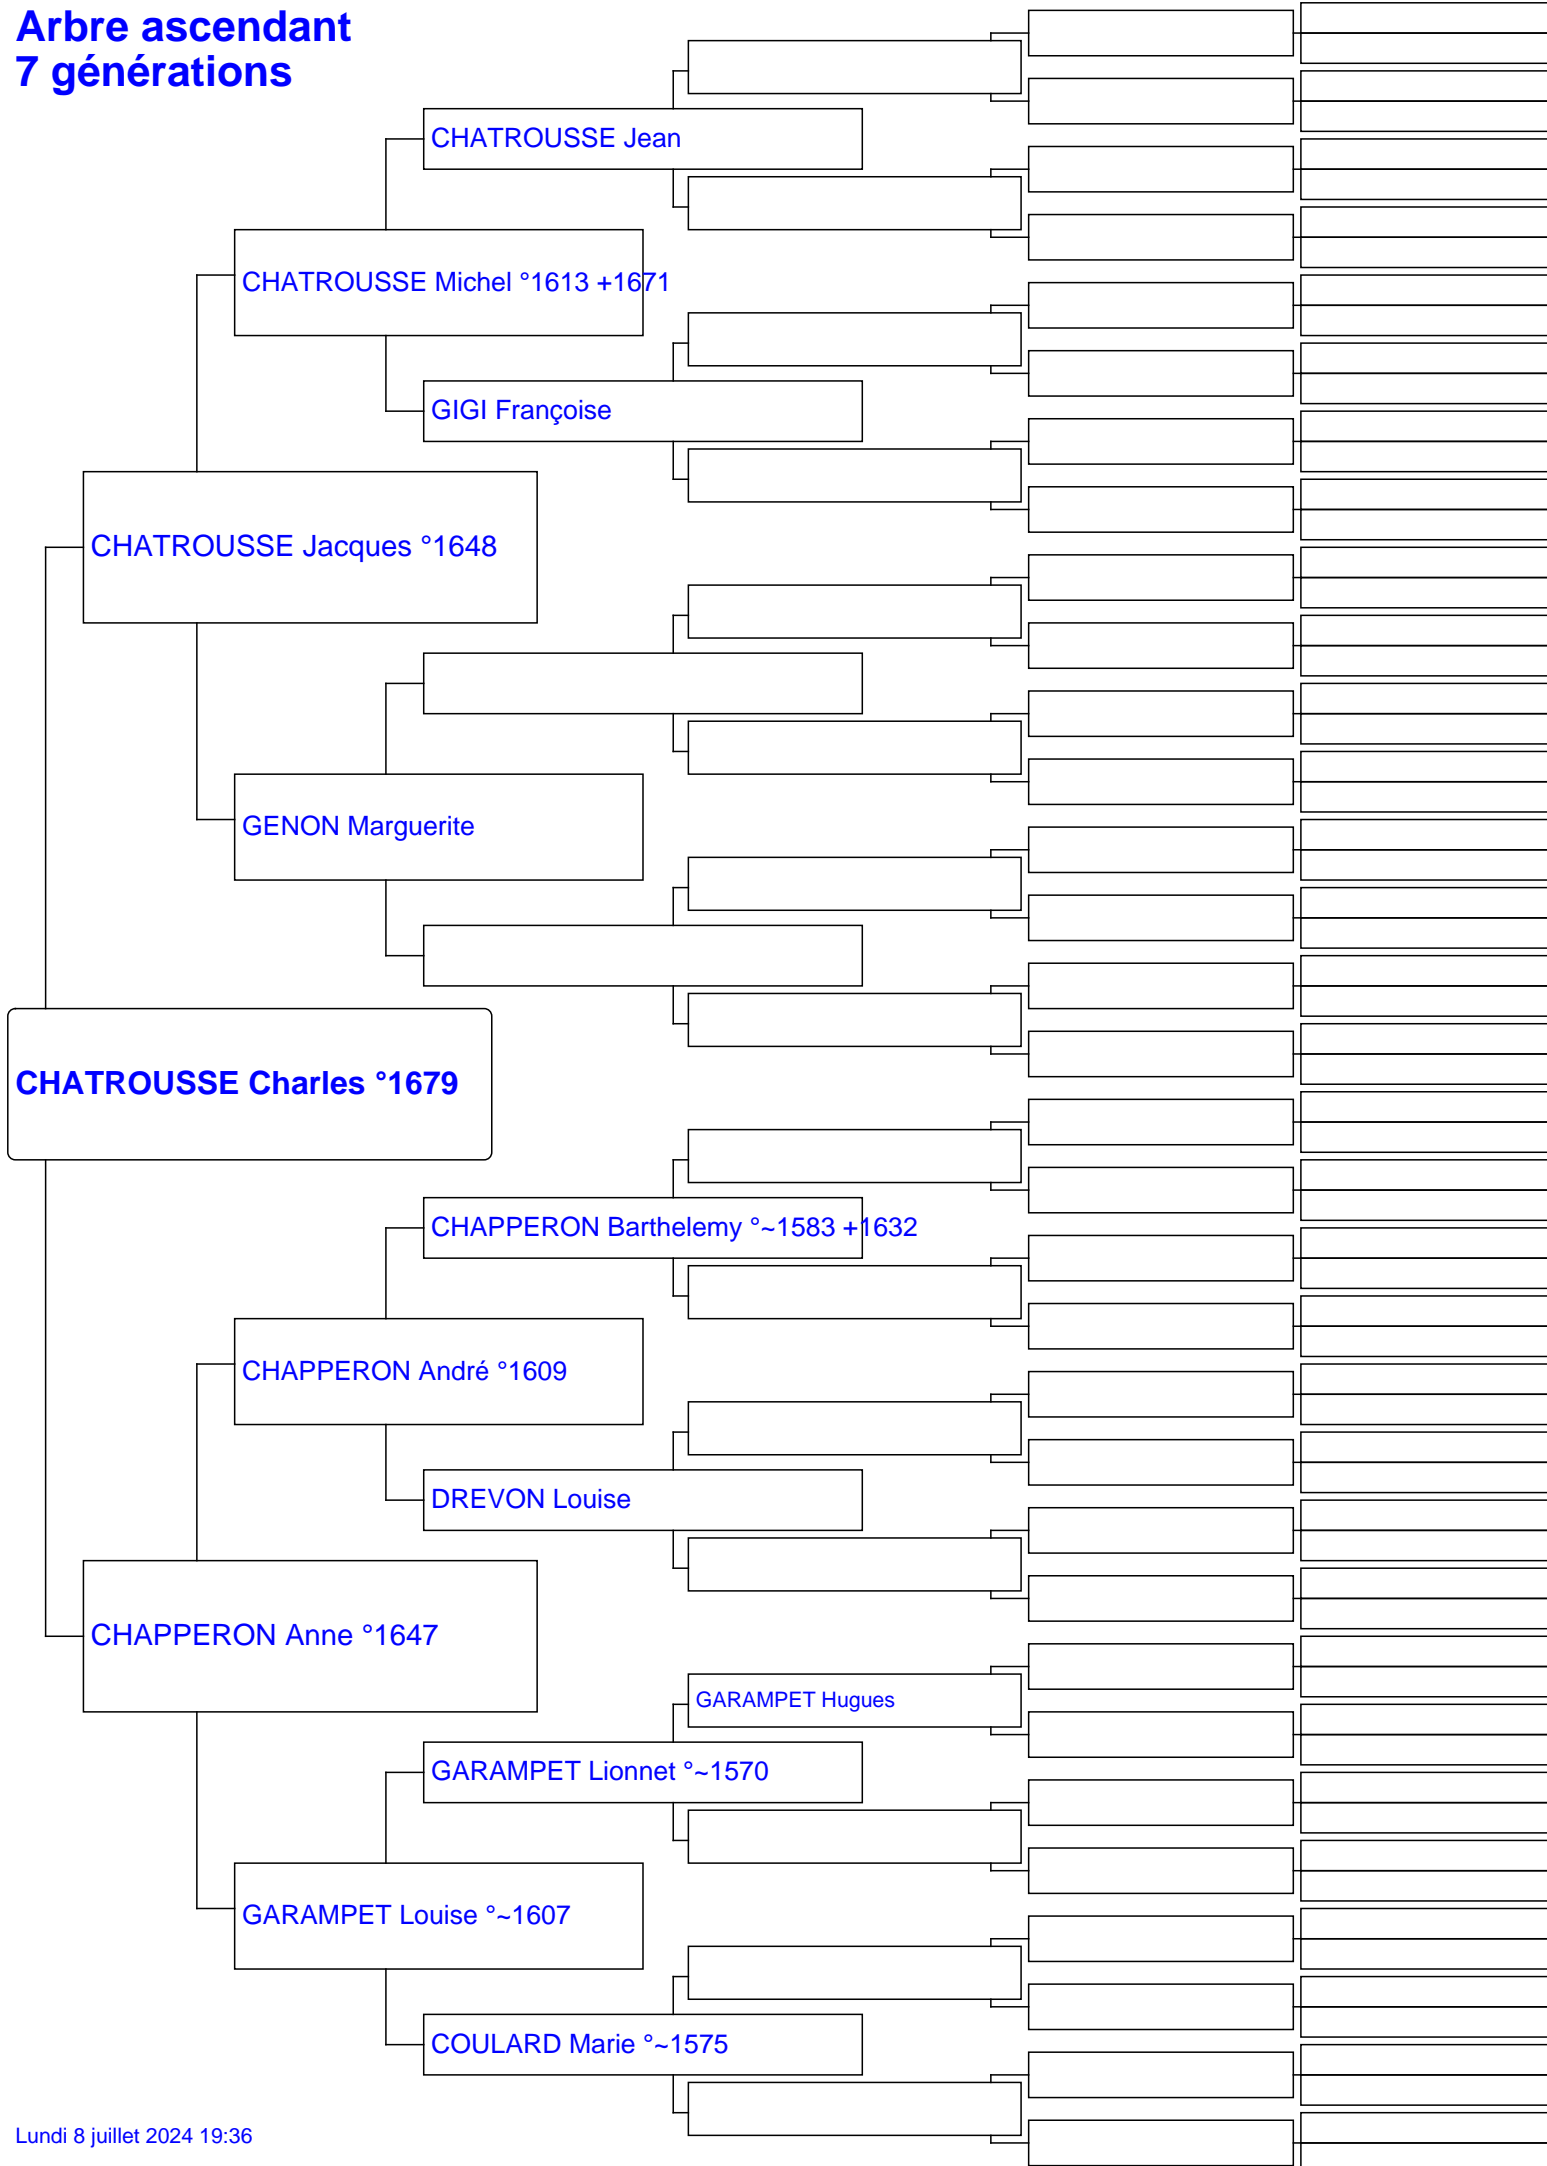 Arbre ascendant
7 générations
CHATROUSSE Jean
CHATROUSSE Michel °1613 +1671
GIGI Françoise
CHATROUSSE Jacques °1648
GENON Marguerite
CHATROUSSE Charles °1679
CHAPPERON Barthelemy °~1583 +1632
CHAPPERON André °1609
DREVON Louise
CHAPPERON Anne °1647
GARAMPET Hugues
GARAMPET Lionnet °~1570
GARAMPET Louise °~1607
COULARD Marie °~1575
Lundi 8 juillet 2024 19:36